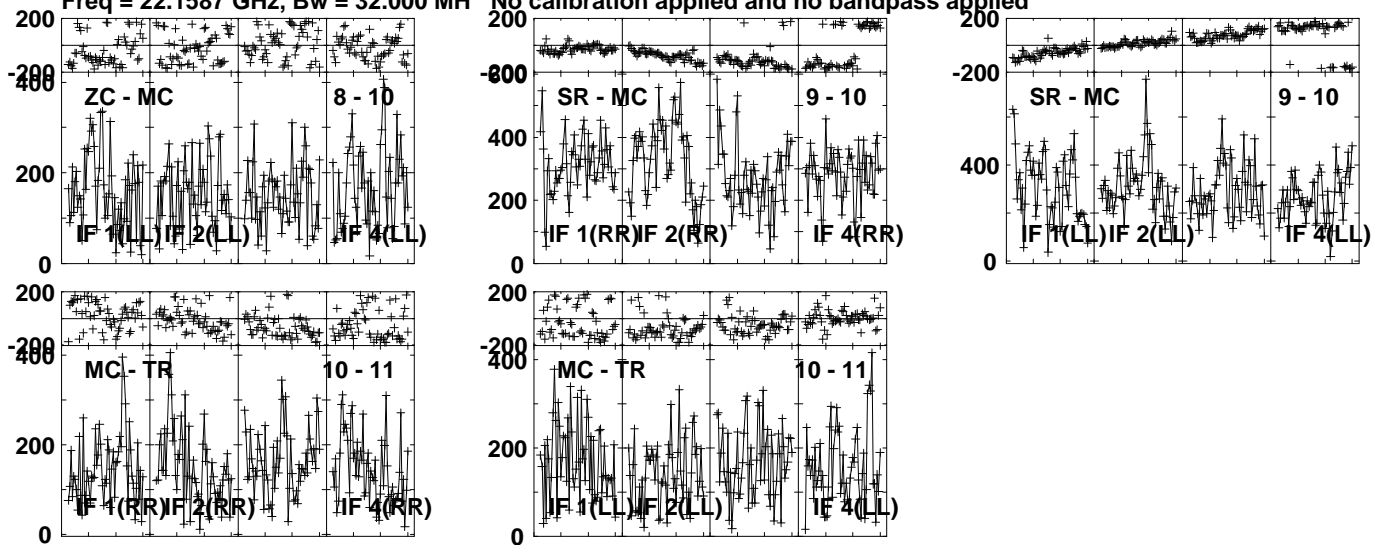 Freq = 22.1587 GHz, Bw = 32.000 MH No calibration applied and no bandpass applied
200
-200
400
ZC - MC 8 - 10
200
IF 1(LL) IF 2(LL) IF 4(LL)
0
-200
600
SR - MC 9 - 10
400
200
IF 1(RR) IF 2(RR) IF 4(RR)
0
200
-200
SR - MC 9 - 10
400
IF 1(LL) IF 2(LL) IF 4(LL)
0
200
-200
400
MC - TR 10 - 11
200
IF 1(RR) IF 2(RR) IF 4(RR)
0
200
-200
400
MC - TR 10 - 11
200
IF 1(LL) IF 2(LL) IF 4(LL)
0